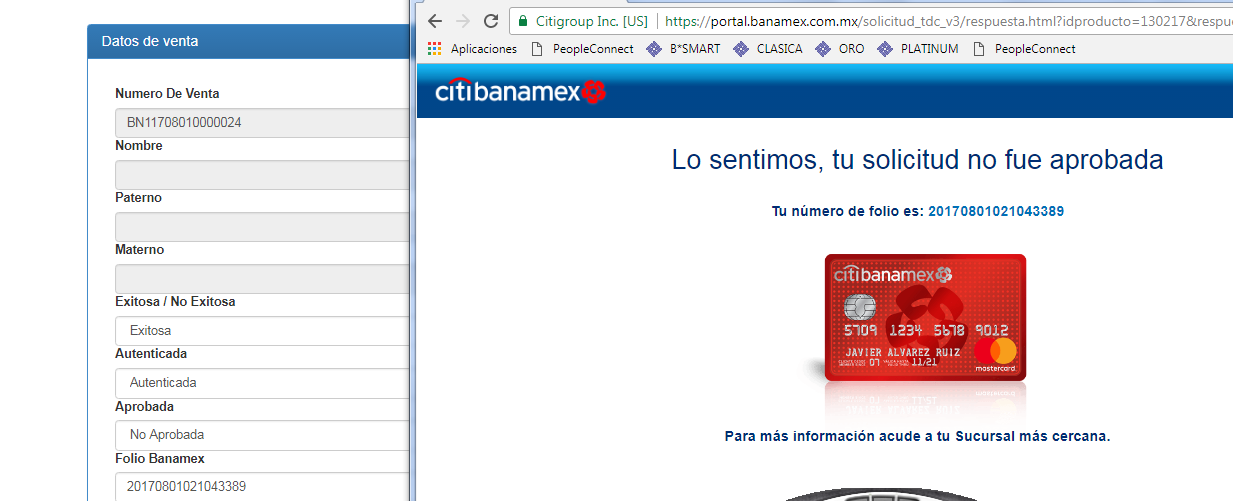 Datos de venta
Numero De Venta
BN11708010000024
Nombre
Paterno
Materno
Exitosa / No Exitosa
Exitosa
Autenticada
Autenticada
Aprobada
No Aprobada
Folio Banamex
20170801021043389
Citigroup Inc. [US] https://portal.banamex.com.mx/solicitud_tdc_v3/respuesta.html?idproducto=130217&respu
Aplicaciones PeopleConnect B*SMART CLASICA ORO PLATINUM PeopleConnect
citibanamex
Lo sentimos, tu solicitud no fue aprobada
Tu número de folio es: 20170801021043389
citibanamex
5709 1234 5678 9012
07 11/21
JAVIER ALVAREZ RUIZ
mastercard
Para más información acude a tu Sucursal más cercana.